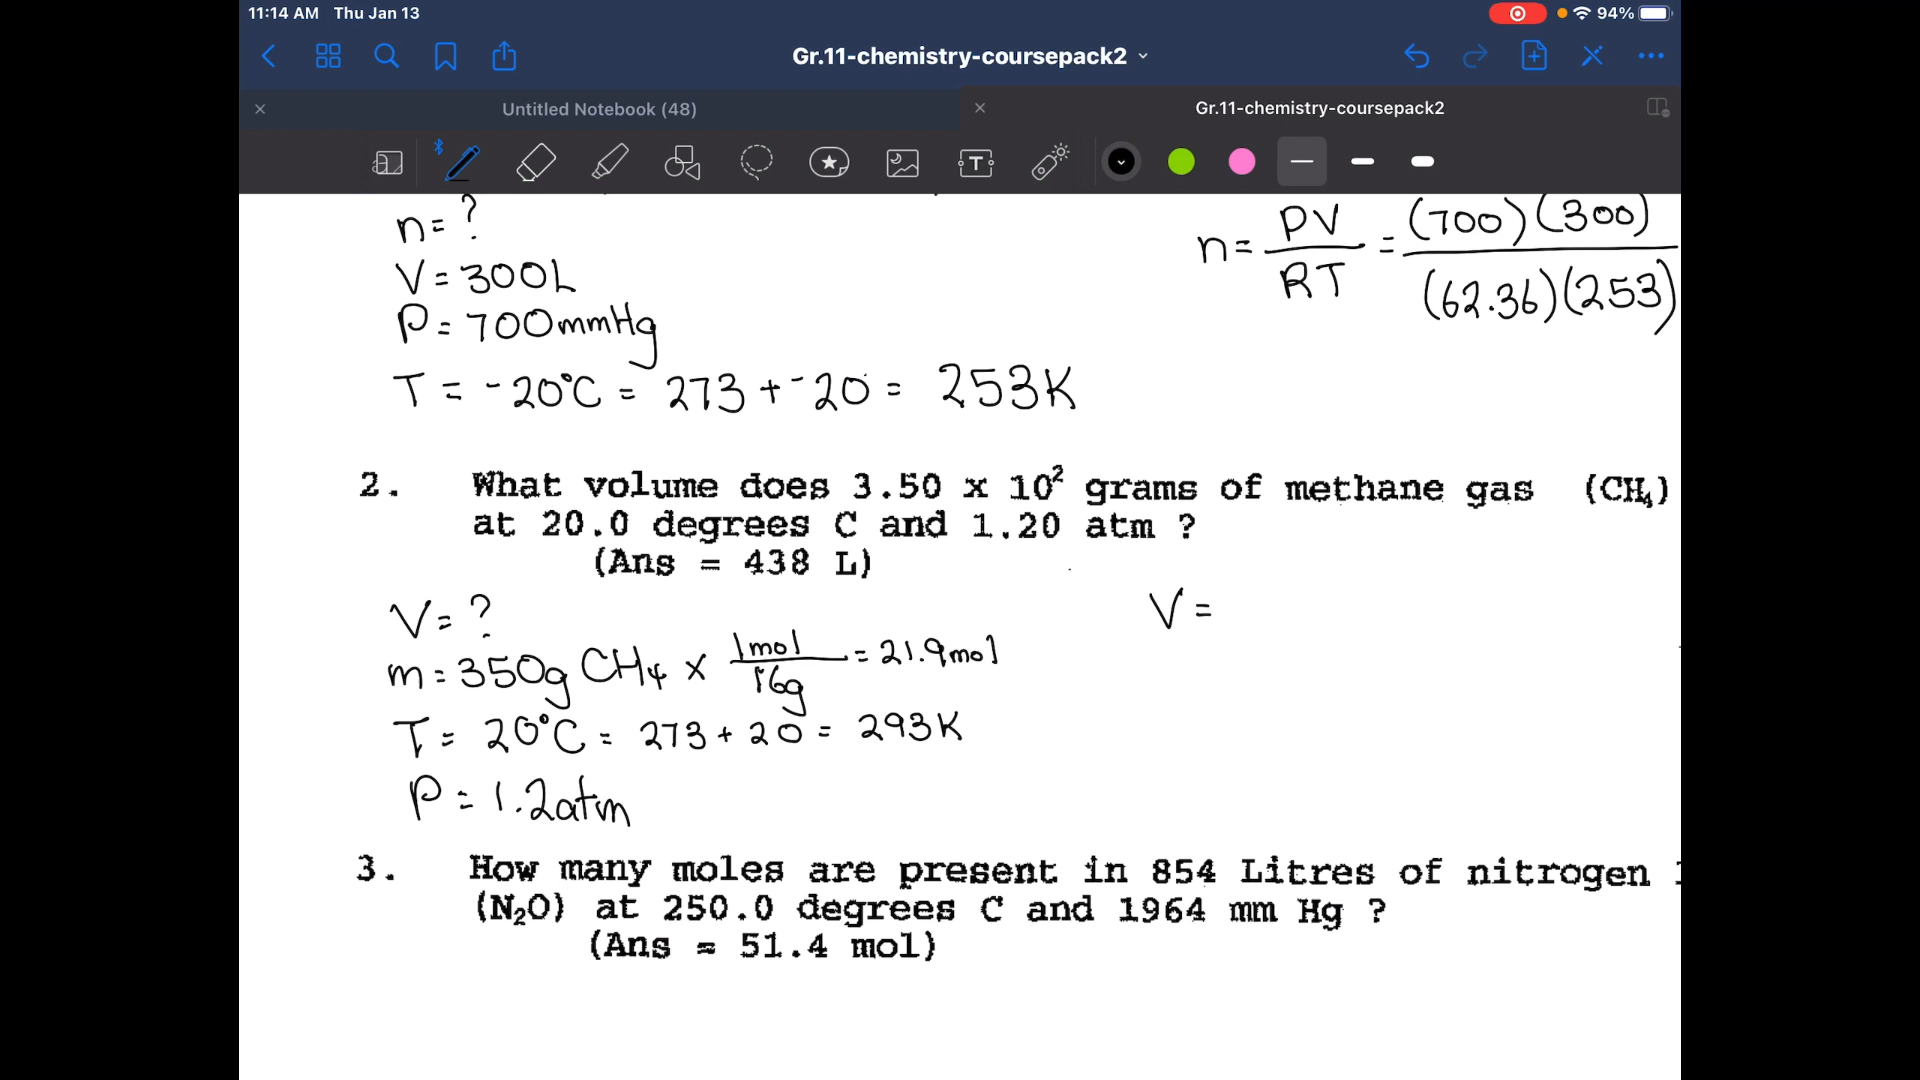 11:14 AM Thu Jan 13
94%
Gr.11-chemistry-coursepack2
Untitled Notebook (48)
Gr.11-chemistry-coursepack2
n = ?
V = 300L
P = 700mmHg
T = -20°C = 273 + -20 = 253K
n = PV/RT = (700)(300)/(62.36)(253)
2. What volume does 3.50 x 10² grams of methane gas (CH₄)
at 20.0 degrees C and 1.20 atm ?
(Ans = 438 L)
V = ?
m = 350g CH₄ x 1mol/16g = 21.9mol
T = 20°C = 273 + 20 = 293K
P = 1.2atm
V =
3. How many moles are present in 854 Litres of nitrogen
(N₂O) at 250.0 degrees C and 1964 mm Hg ?
(Ans = 51.4 mol)